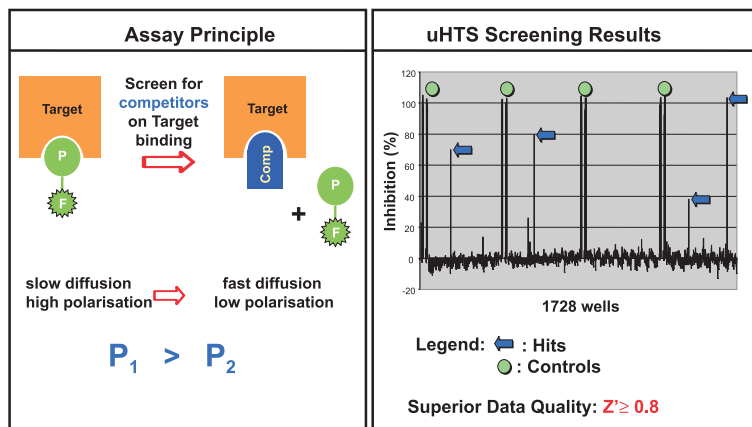 Assay Principle
Target
P
F
Screen for
competitors
on Target
binding
Target
Comp
+
P
F
slow diffusion
high polarisation
fast diffusion
low polarisation
P1 > P2
uHTS Screening Results
Inhibition (%)
120
100
80
60
40
20
0
-20
1728 wells
Legend: : Hits
: Controls
Superior Data Quality: Z'≥ 0.8